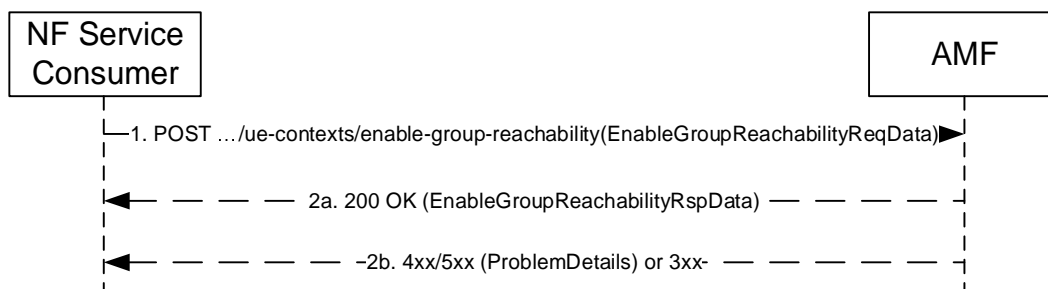 NF Service
Consumer
AMF
1. POST …/ue-contexts/enable-group-reachability(EnableGroupReachabilityReqData)
2a. 200 OK (EnableGroupReachabilityRspData)
2b. 4xx/5xx (ProblemDetails) or 3xx